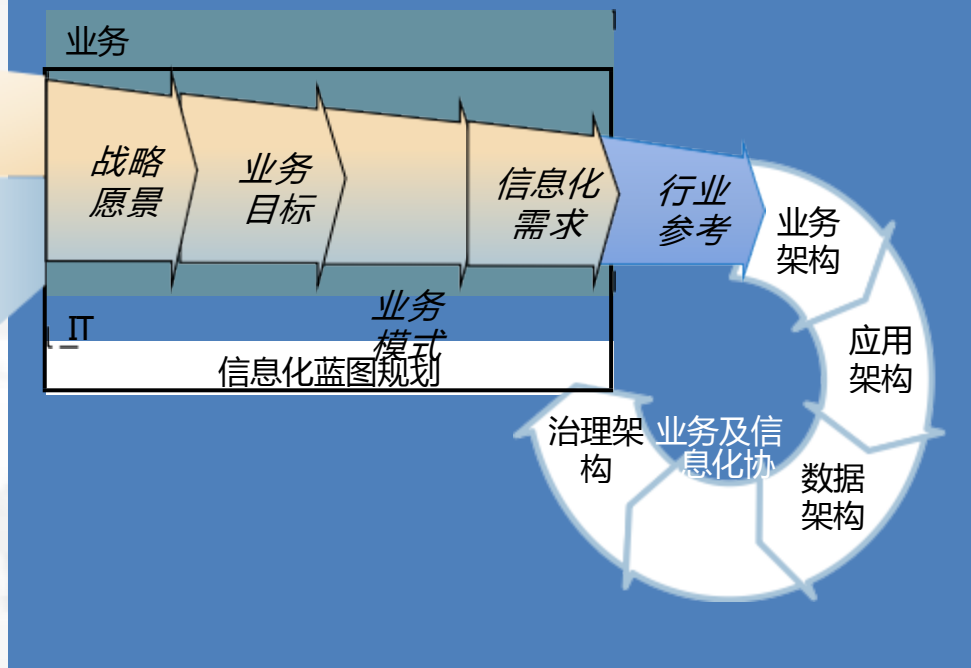 业务
战略
愿景
业务
目标
信息化
需求
行业
参考
业务
模式
IT
信息化蓝图规划
业务
架构
应用
架构
数据
架构
治理架
构
业务及信
息化协